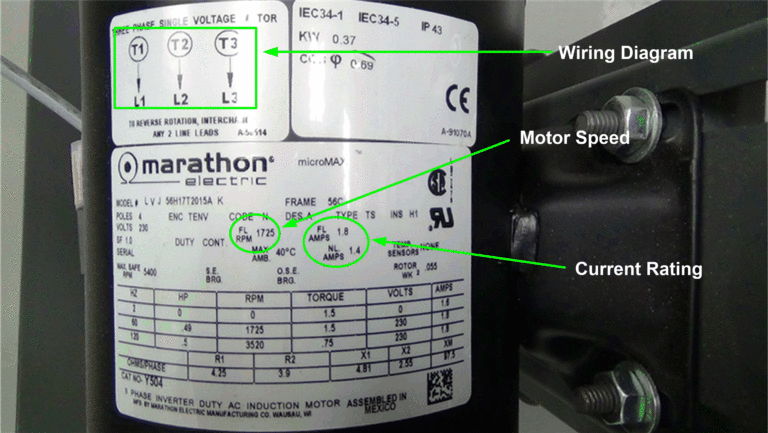 THREE PHASE SINGLE VOLTAGE TOR
T1 T2 T3
L1 L2 L3
TO REVERSE ROTATION, INTERCHA
ANY 2 LINE LEADS
IEC34-1 IEC34-5 IP 43
KW 0.37
φ 0.69
CE
A-91070A
Wiring Diagram
Motor Speed
Current Rating
marathon®
electric
microMAX™
MODEL # LVJ 56H17T2015A K FRAME 56C
POLES 4 ENC TENV CODE N DES A TYPE TS INS H1
VOLTS 230 FL RPM 1725 FL AMPS 1.8
SF 1.0 DUTY CONT. MAX. AMB. 40°C NL. AMPS 1.4 TEMP. SENSORS NONE
SERIAL
MAX. SAFE RPM 5400 S.E. BRG. O.S.E. BRG. ROTOR WK² .055
HZ HP RPM TORQUE VOLTS AMPS
2 0 0 1.5 0 1.8
60 .49 1725 1.5 230 1.8
120 .5 3520 .75 230 1.8
R1 R2 X1 X2 XM
OHMS/PHASE 4.25 3.9 4.81 2.55 97.5
CAT NO. Y504
3 PHASE INVERTER DUTY AC INDUCTION MOTOR ASSEMBLED IN
MEXICO
MFG BY MARATHON ELECTRIC MANUFACTURING CO. WAUSAU, WI